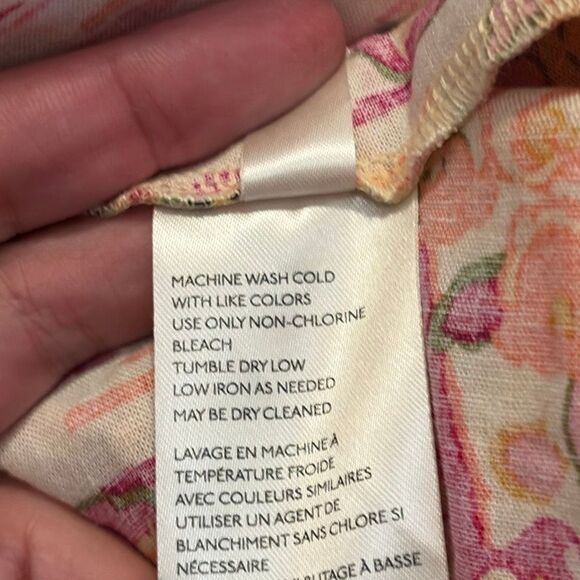 MACHINE WASH COLD
WITH LIKE COLORS
USE ONLY NON-CHLORINE
BLEACH
TUMBLE DRY LOW
LOW IRON AS NEEDED
MAY BE DRY CLEANED
LAVAGE EN MACHINE À
TEMPÉRATURE FROIDE
AVEC COULEURS SIMILAIRES
UTILISER UN AGENT DE
BLANCHIMENT SANS CHLORE SI
NÉCESSAIRE
À BASSE